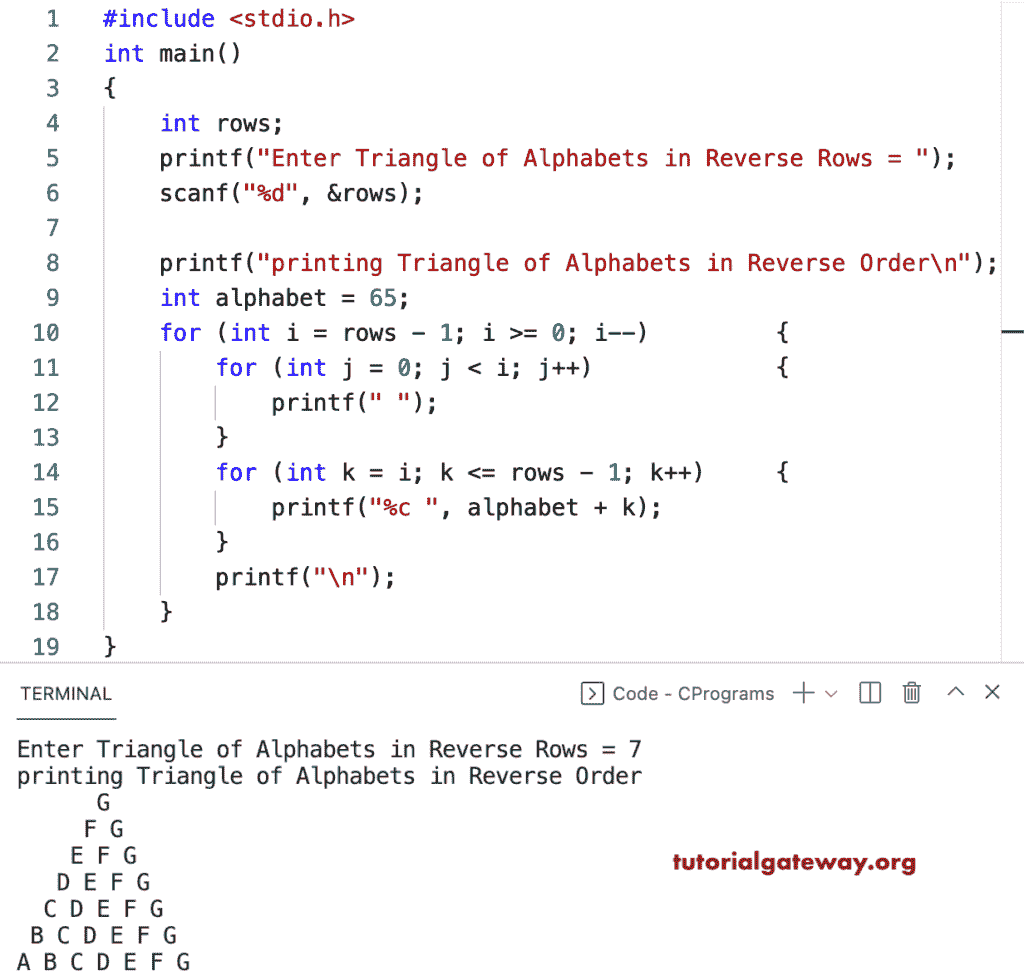 1 #include <stdio.h>
2 int main()
3 {
4     int rows;
5     printf("Enter Triangle of Alphabets in Reverse Rows = ");
6     scanf("%d", &rows);
7
8     printf("printing Triangle of Alphabets in Reverse Order\n");
9     int alphabet = 65;
10     for (int i = rows - 1; i >= 0; i--)         {
11         for (int j = 0; j < i; j++)             {
12             printf(" ");
13         }
14         for (int k = i; k <= rows - 1; k++)     {
15             printf("%c ", alphabet + k);
16         }
17         printf("\n");
18     }
19 }
TERMINAL Code - CPrograms
Enter Triangle of Alphabets in Reverse Rows = 7
printing Triangle of Alphabets in Reverse Order
      G
     F G
    E F G
   D E F G
  C D E F G
 B C D E F G
A B C D E F G
tutorialgateway.org